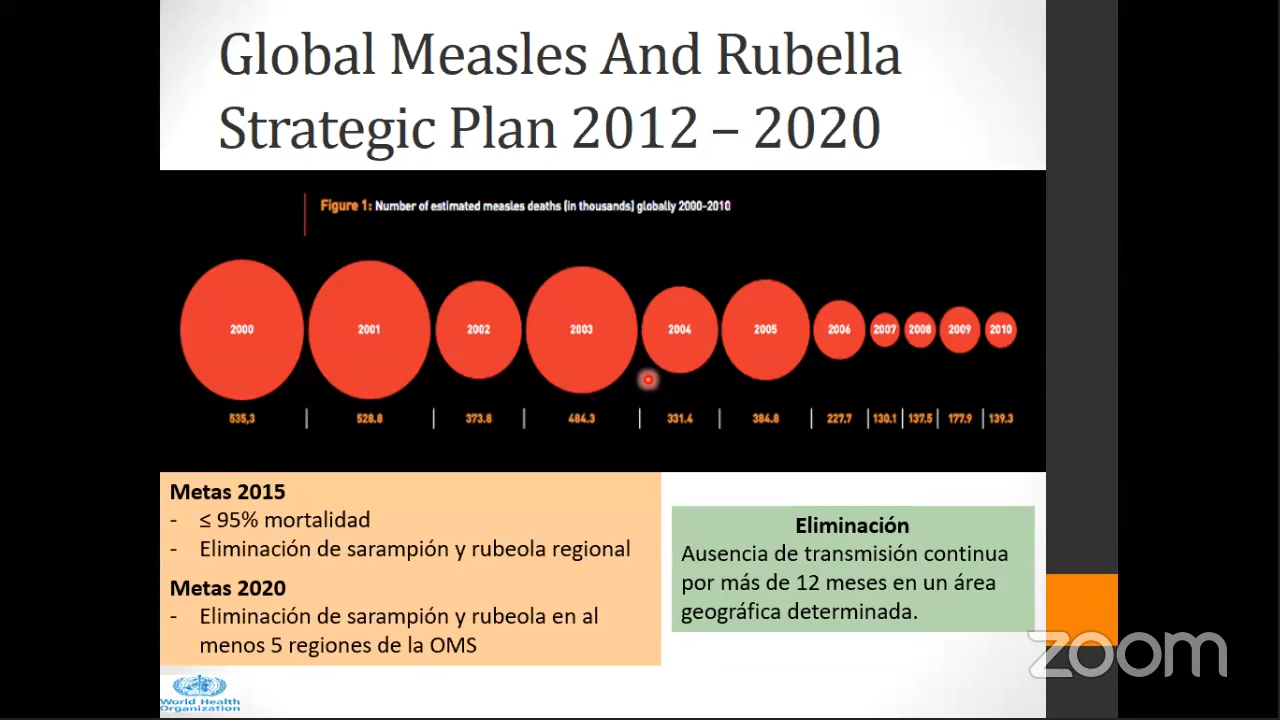 Global Measles And Rubella
Strategic Plan 2012 – 2020
Figure 1: Number of estimated measles deaths (in thousands) globally 2000-2010
2000 2001 2002 2003 2004 2005 2006 2007 2008 2009 2010
535,3 | 528.8 | 373.8 | 484.3 | 331.4 | 384.8 | 227.7 | 130.1 | 137.5 | 177.9 | 139.3
Metas 2015
- ≤ 95% mortalidad
- Eliminación de sarampión y rubeola regional
Metas 2020
- Eliminación de sarampión y rubeola en al
menos 5 regiones de la OMS
Eliminación
Ausencia de transmisión continua
por más de 12 meses en un área
geográfica determinada.
World Health
Organization
zoom